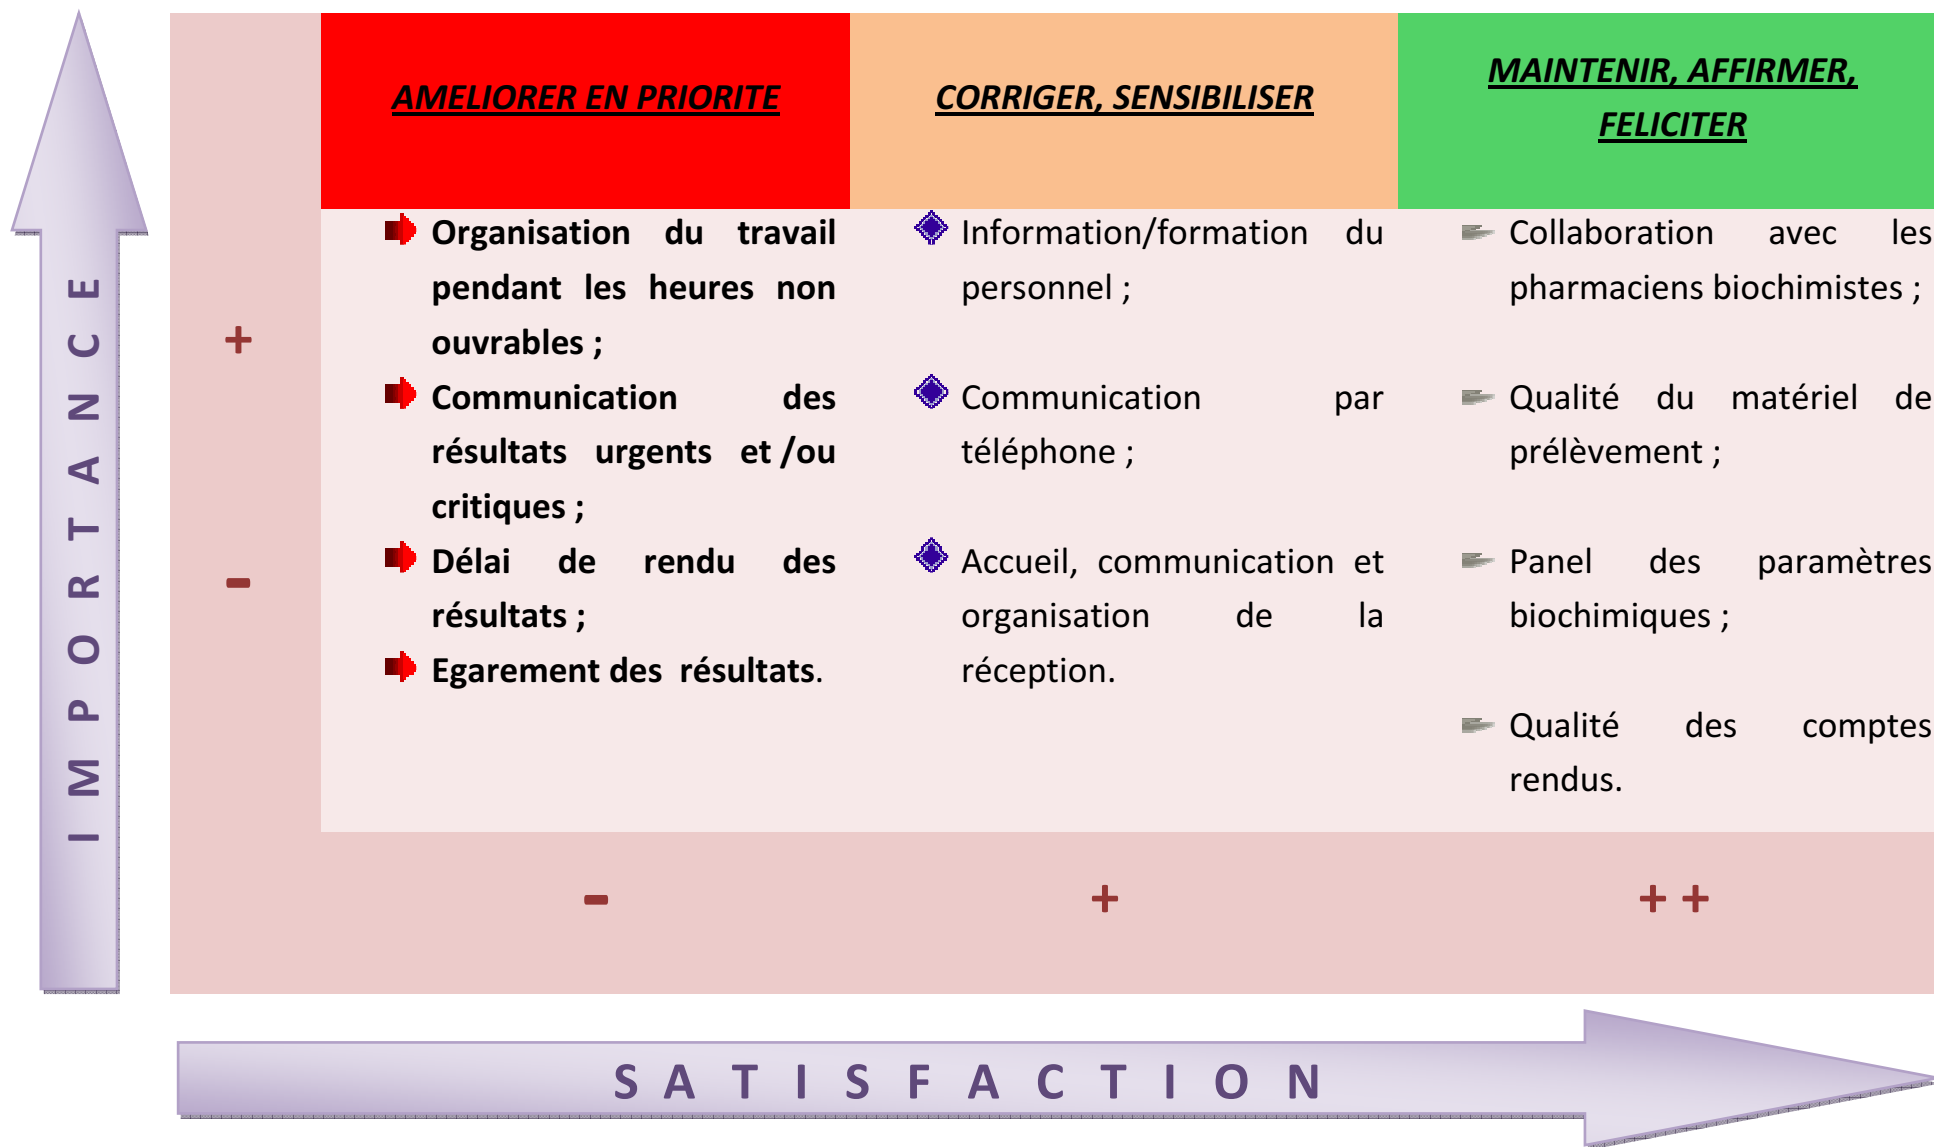 AMELIORER EN PRIORITE
CORRIGER, SENSIBILISER
MAINTENIR, AFFIRMER,
FELICITER
IMPORTANCE
+
-
Organisation du travail
pendant les heures non
ouvrables ;
Communication des
résultats urgents et /ou
critiques ;
Délai de rendu des
résultats ;
Egarement des résultats.
Information/formation du
personnel ;
Communication par
téléphone ;
Accueil, communication et
organisation de la
réception.
Collaboration avec les
pharmaciens biochimistes ;
Qualité du matériel de
prélèvement ;
Panel des paramètres
biochimiques ;
Qualité des comptes
rendus.
-
+
+ +
SATISFACTION